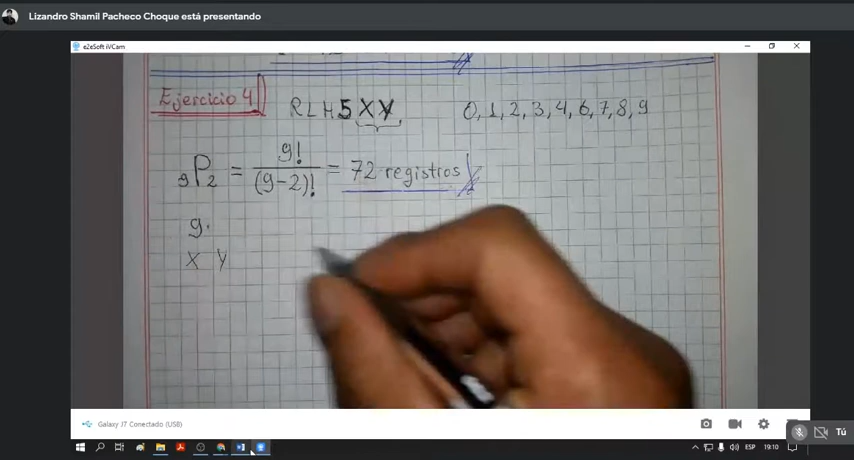 Lizandro Shamil Pacheco Choque está presentando
e2eSoft iVCam
Ejercicio 4
RLH5XY
0, 1, 2, 3, 4, 6, 7, 8, 9
9P2 = 9! / (9-2)! = 72 registros
9.
X Y
Galaxy J7 Conectado (USB)
Tú
ESP
19:10